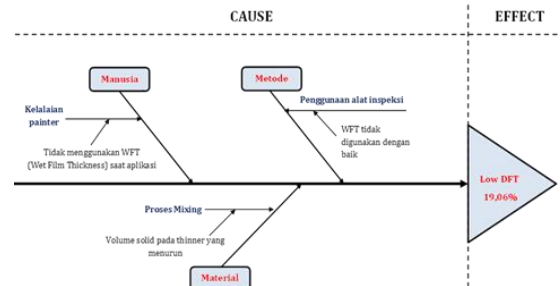 CAUSE
EFFECT
Manusia
Metode
Kelalaian
painter
Penggunaan alat inspeksi
Tidak menggunakan WFT
(Wet Film Thickness) saat aplikasi
WFT tidak
digunakan dengan
baik
Low DFT
19,06%
Proses Mixing
Volume solid pada thinner yang
menurun
Material